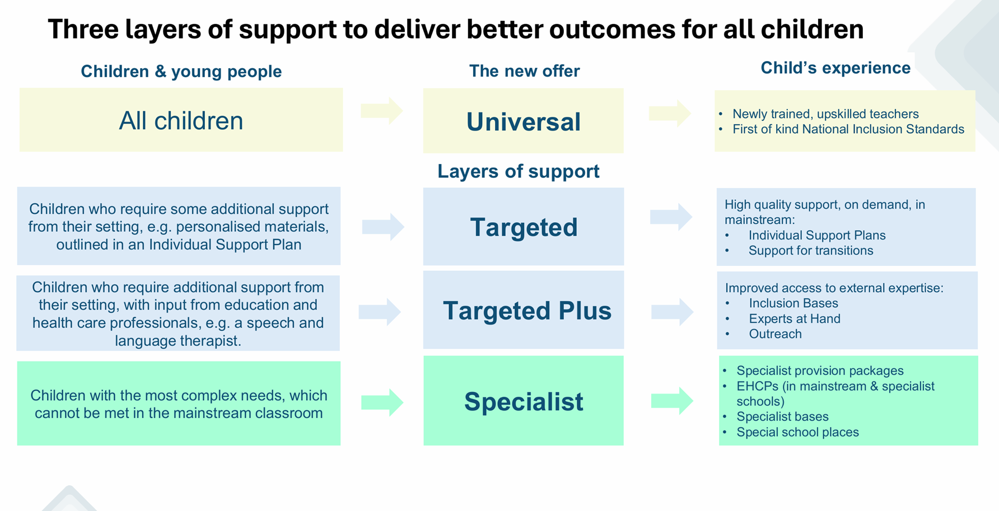 Three layers of support to deliver better outcomes for all children
Children & young people
The new offer
Child’s experience
All children
Universal
• Newly trained, upskilled teachers
• First of kind National Inclusion Standards
Layers of support
Children who require some additional support
from their setting, e.g. personalised materials,
outlined in an Individual Support Plan
Targeted
High quality support, on demand, in
mainstream:
• Individual Support Plans
• Support for transitions
Children who require additional support from
their setting, with input from education and
health care professionals, e.g. a speech and
language therapist.
Targeted Plus
Improved access to external expertise:
• Inclusion Bases
• Experts at Hand
• Outreach
Children with the most complex needs, which
cannot be met in the mainstream classroom
Specialist
• Specialist provision packages
• EHCPs (in mainstream & specialist
schools)
• Specialist bases
• Special school places